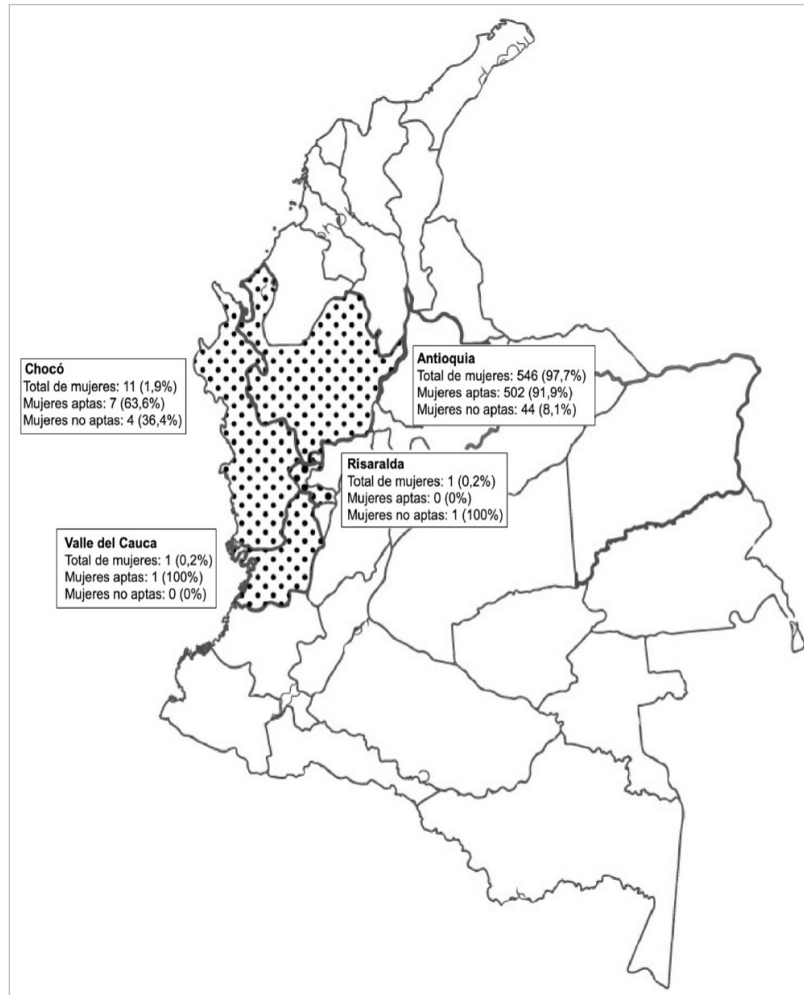 Chocó
Total de mujeres: 11 (1,9%)
Mujeres aptas: 7 (63,6%)
Mujeres no aptas: 4 (36,4%)
Antioquia
Total de mujeres: 546 (97,7%)
Mujeres aptas: 502 (91,9%)
Mujeres no aptas: 44 (8,1%)
Risaralda
Total de mujeres: 1 (0,2%)
Mujeres aptas: 0 (0%)
Mujeres no aptas: 1 (100%)
Valle del Cauca
Total de mujeres: 1 (0,2%)
Mujeres aptas: 1 (100%)
Mujeres no aptas: 0 (0%)